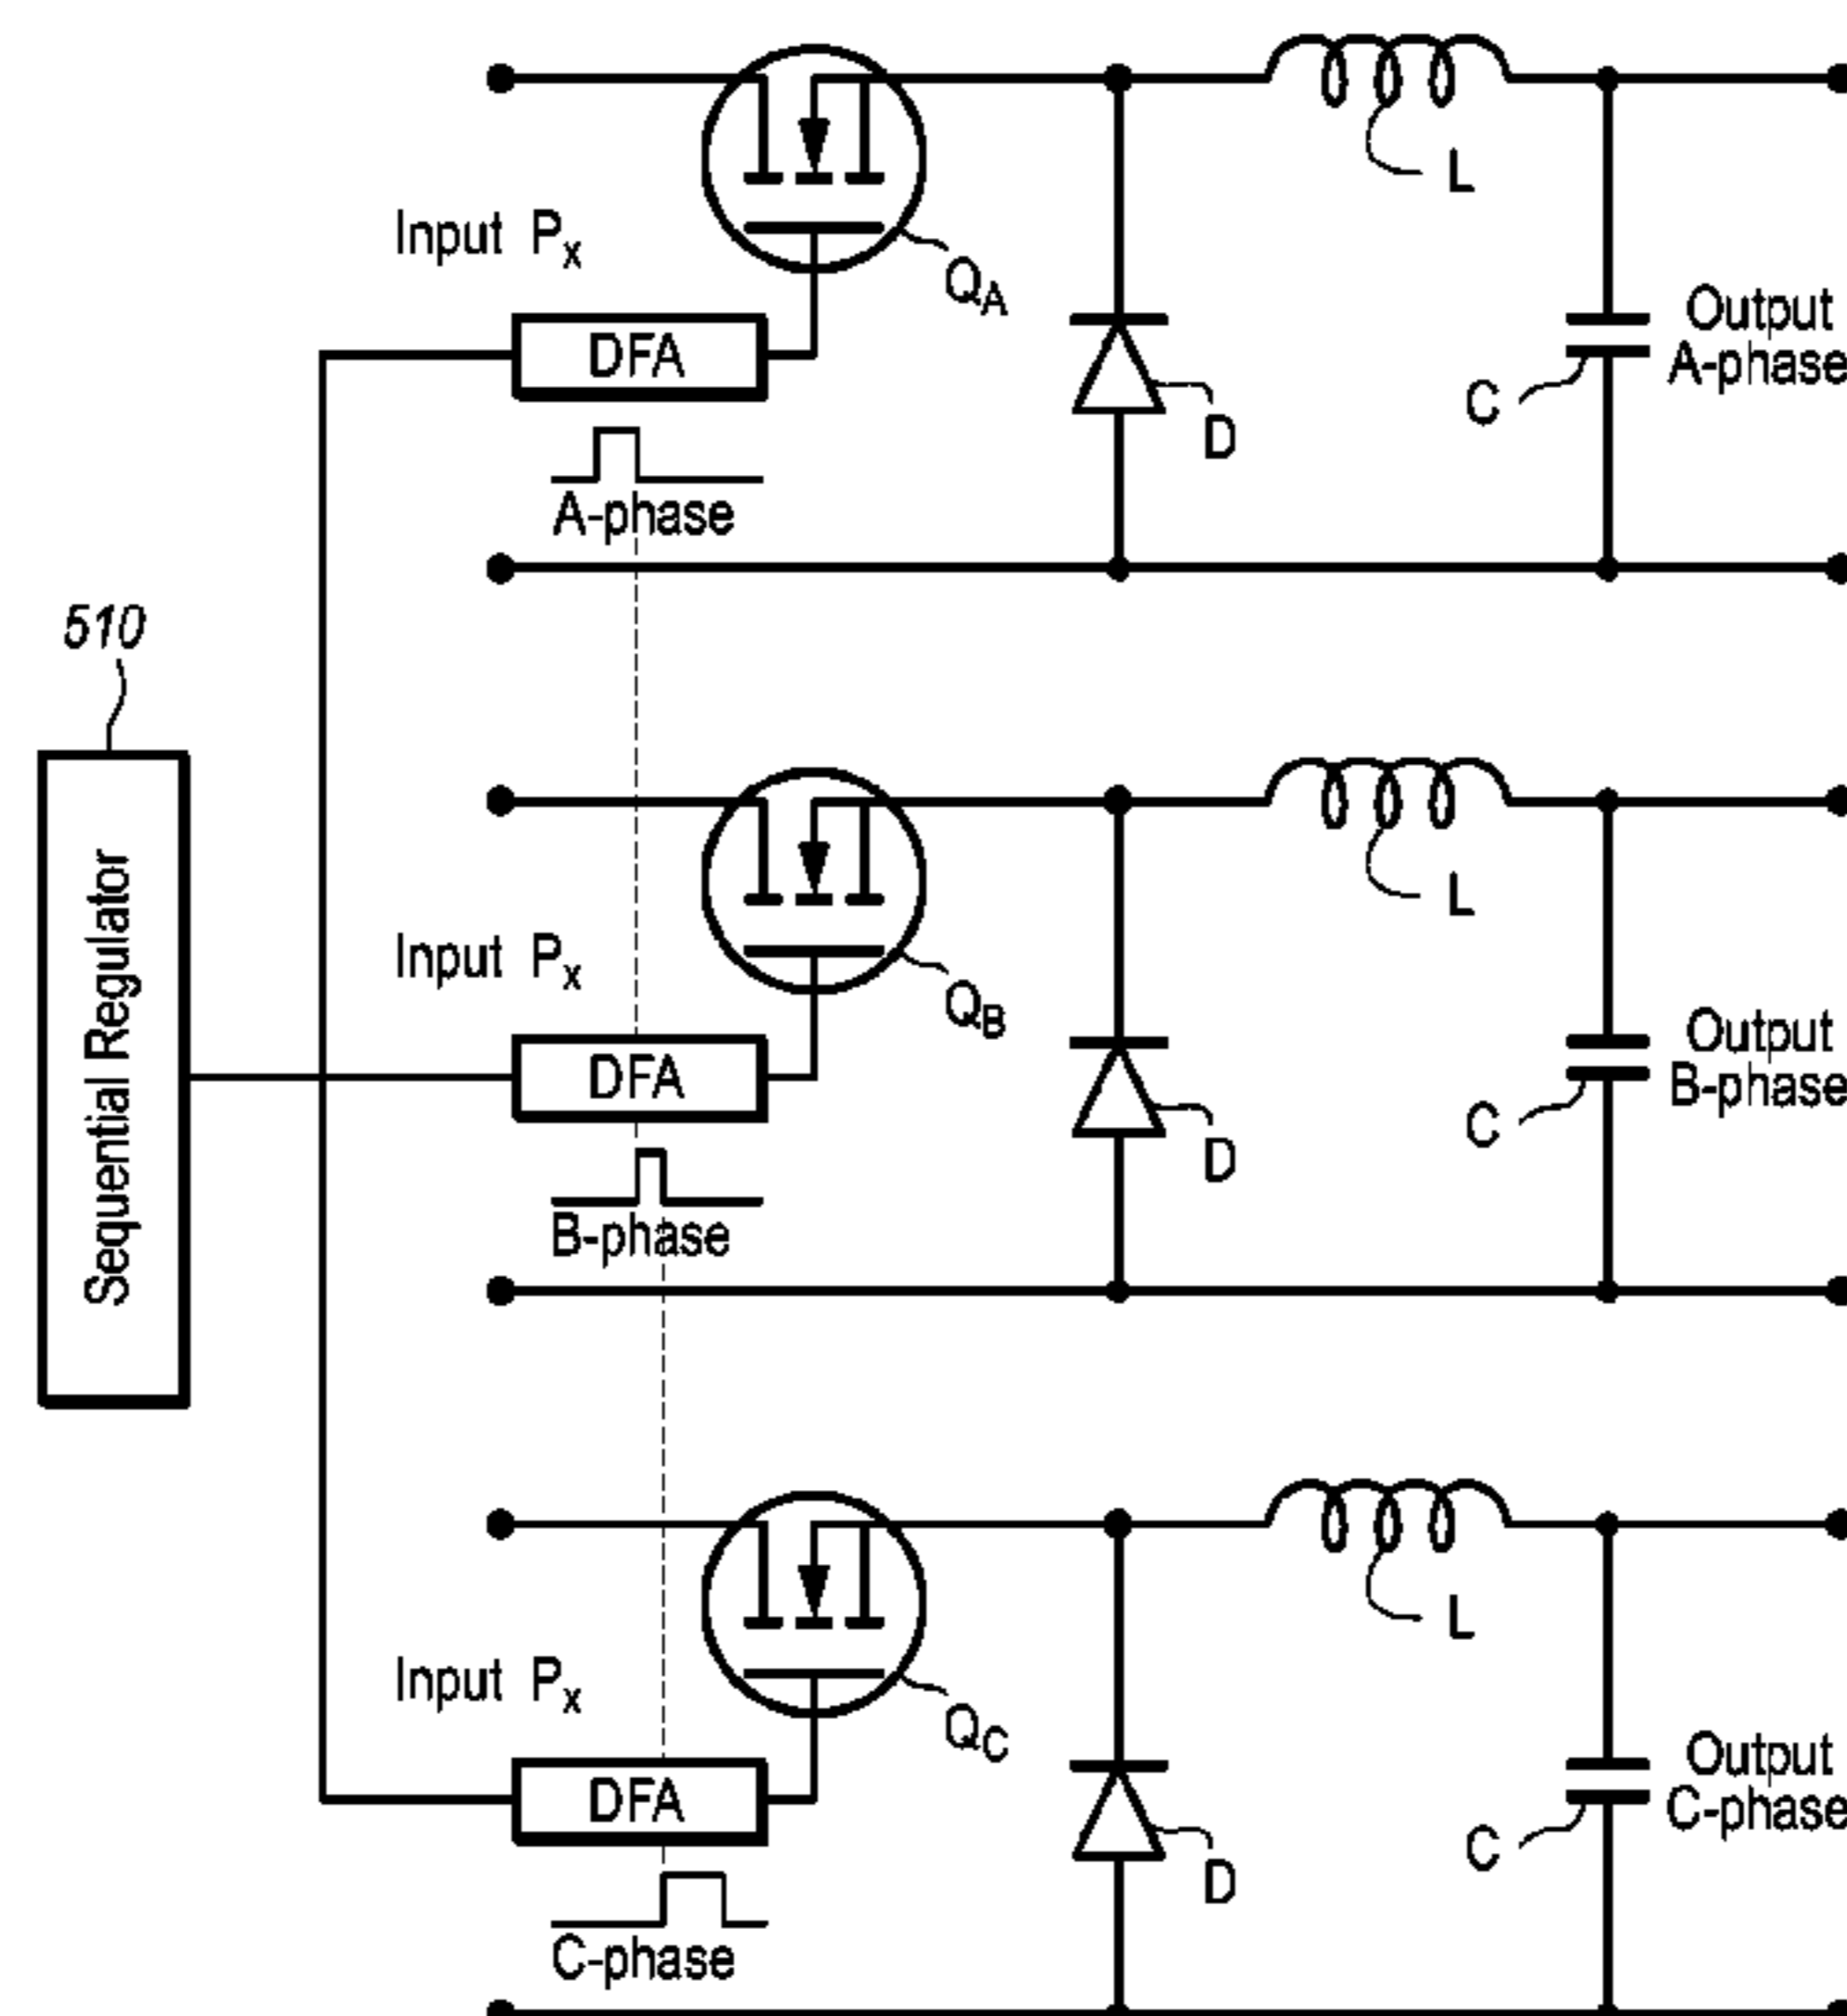 L
Input Px
QA
DFA
Output
A-phase
C
D
A-phase
510
Sequential Regulator
L
Input Px
QB
DFA
Output
B-phase
C
D
B-phase
L
Input Px
QC
DFA
Output
C-phase
C
D
C-phase